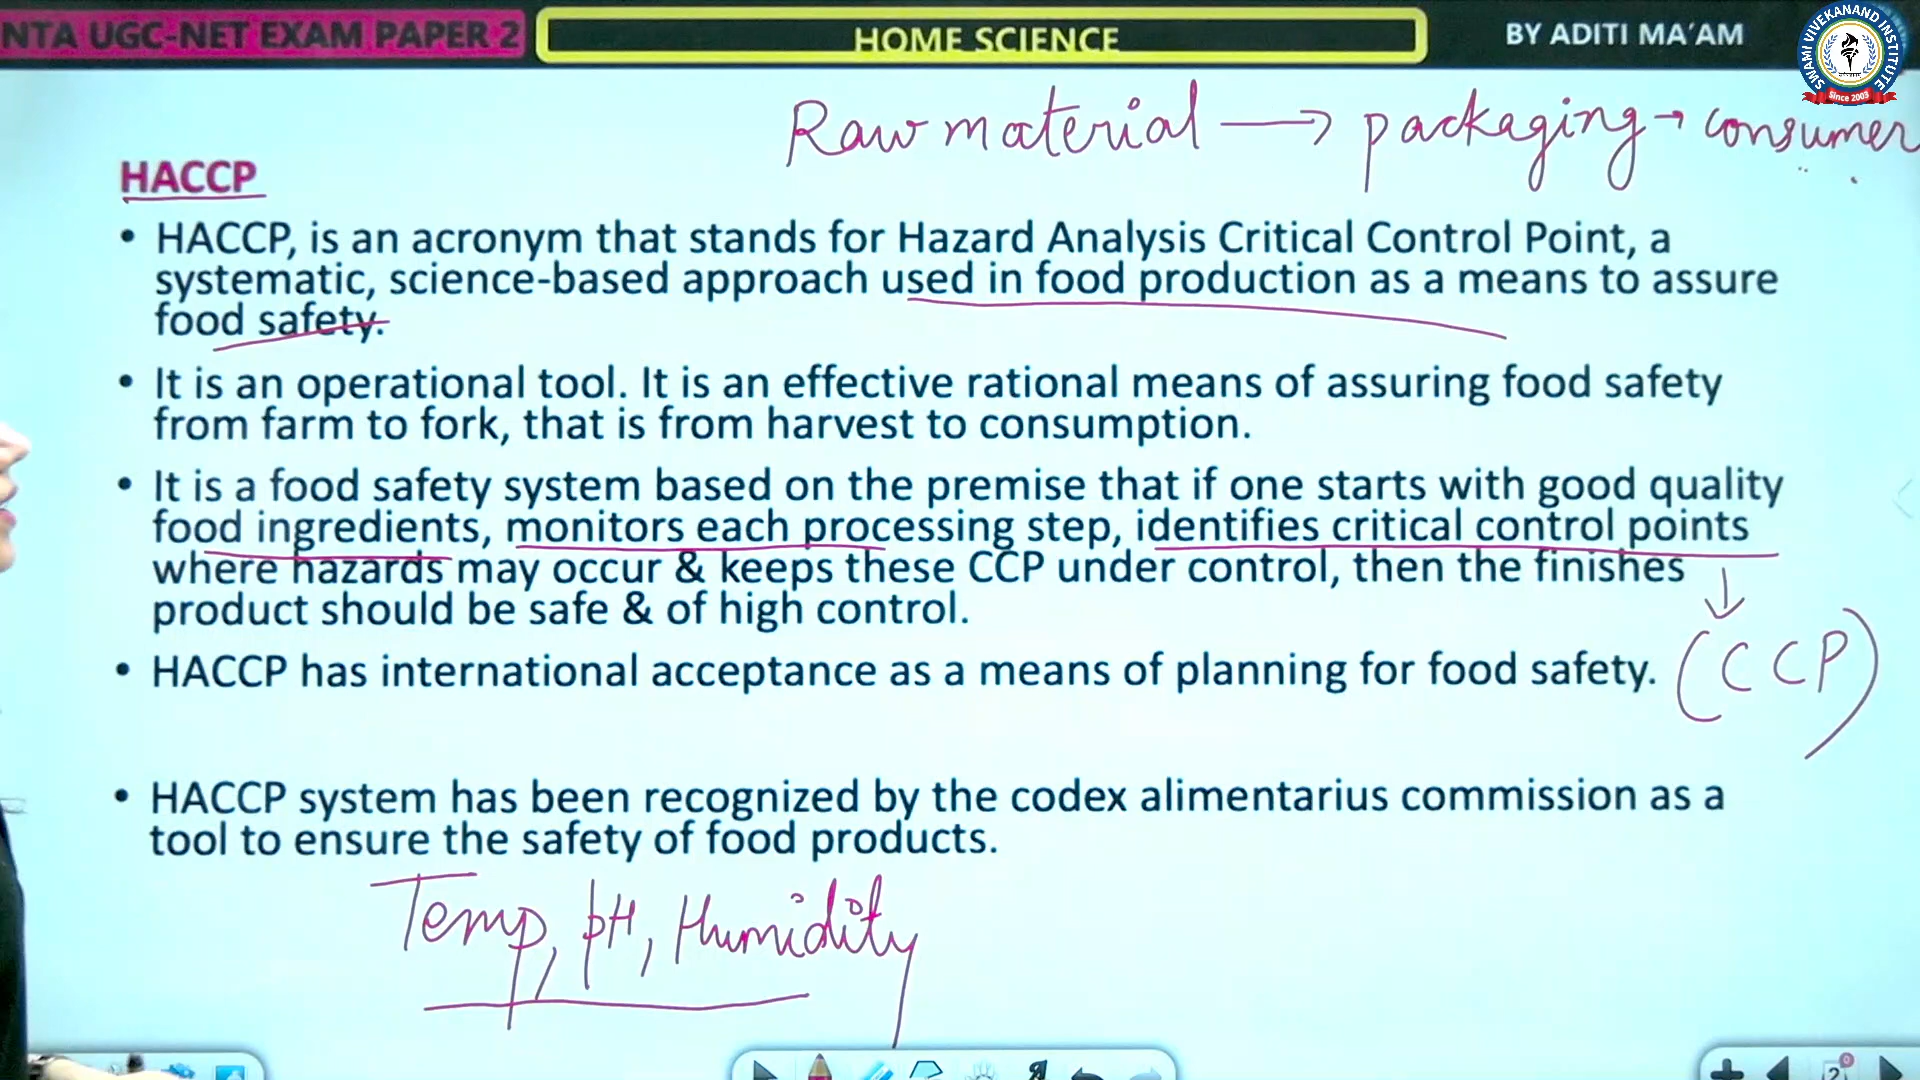 NTA UGC-NET EXAM PAPER 2
HOME SCIENCE
BY ADITI MA'AM
SWAMI VIVEKANAND INSTITUTE
Since 2003
Raw material → packaging → consumer
HACCP
• HACCP, is an acronym that stands for Hazard Analysis Critical Control Point, a
systematic, science-based approach used in food production as a means to assure
food safety.
• It is an operational tool. It is an effective rational means of assuring food safety
from farm to fork, that is from harvest to consumption.
• It is a food safety system based on the premise that if one starts with good quality
food ingredients, monitors each processing step, identifies critical control points
where hazards may occur & keeps these CCP under control, then the finishes
product should be safe & of high control.
• HACCP has international acceptance as a means of planning for food safety.
↓
(CCP)
• HACCP system has been recognized by the codex alimentarius commission as a
tool to ensure the safety of food products.
Temp, pH, Humidity
2
0